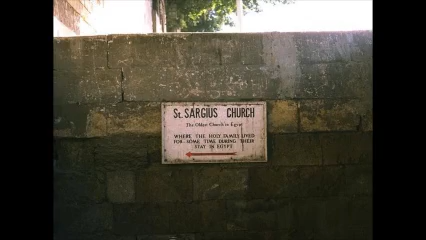 St. SARGIUS CHURCH
The Oldest Church in Egypt
WHERE THE HOLY FAMILY LIVED
FOR SOME TIME DURING THEIR
STAY IN EGYPT